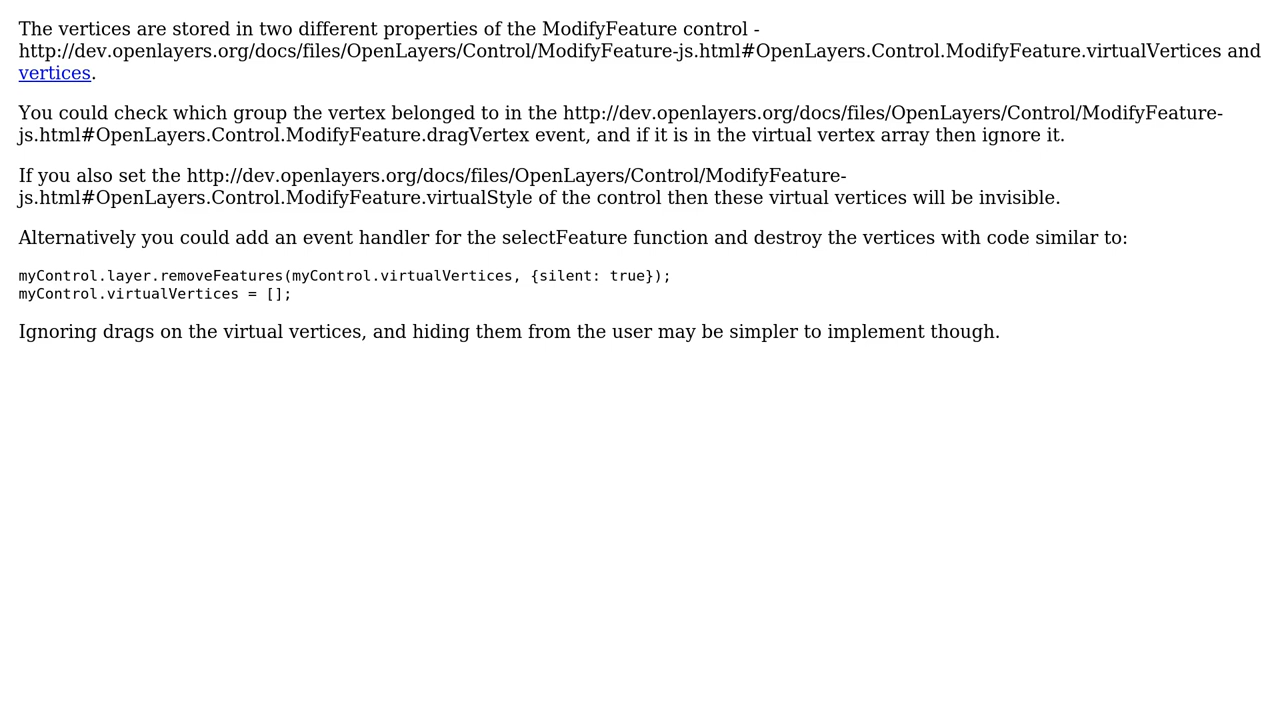 The vertices are stored in two different properties of the ModifyFeature control -
http://dev.openlayers.org/docs/files/OpenLayers/Control/ModifyFeature-js.html#OpenLayers.Control.ModifyFeature.virtualVertices and
vertices.
You could check which group the vertex belonged to in the http://dev.openlayers.org/docs/files/OpenLayers/Control/ModifyFeature-
js.html#OpenLayers.Control.ModifyFeature.dragVertex event, and if it is in the virtual vertex array then ignore it.
If you also set the http://dev.openlayers.org/docs/files/OpenLayers/Control/ModifyFeature-
js.html#OpenLayers.Control.ModifyFeature.virtualStyle of the control then these virtual vertices will be invisible.
Alternatively you could add an event handler for the selectFeature function and destroy the vertices with code similar to:
myControl.layer.removeFeatures(myControl.virtualVertices, {silent: true});
myControl.virtualVertices = [];
Ignoring drags on the virtual vertices, and hiding them from the user may be simpler to implement though.